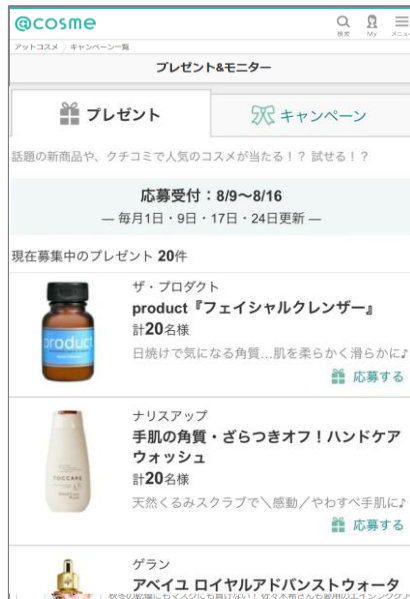 @cosme
検索
My
メニュー
アットコスメ 〉キャンペーン一覧
プレゼント&モニター
プレゼント
キャンペーン
話題の新商品や、クチコミで人気のコスメが当たる！？ 試せる！？
応募受付：8/9〜8/16
― 毎月1日・9日・17日・24日更新 ―
現在募集中のプレゼント 20件
ザ・プロダクト
product『フェイシャルクレンザー』
計20名様
日焼けで気になる角質…肌を柔らかく滑らかに♪
応募する
product
ナリスアップ
手肌の角質・ざらつきオフ！ハンドケア
ウォッシュ
計20名様
天然くるみスクラブで＼感動／やわすべ手肌に♪
応募する
TOCCARE
ゲラン
アベイユ ロイヤルアドバンストウォータ